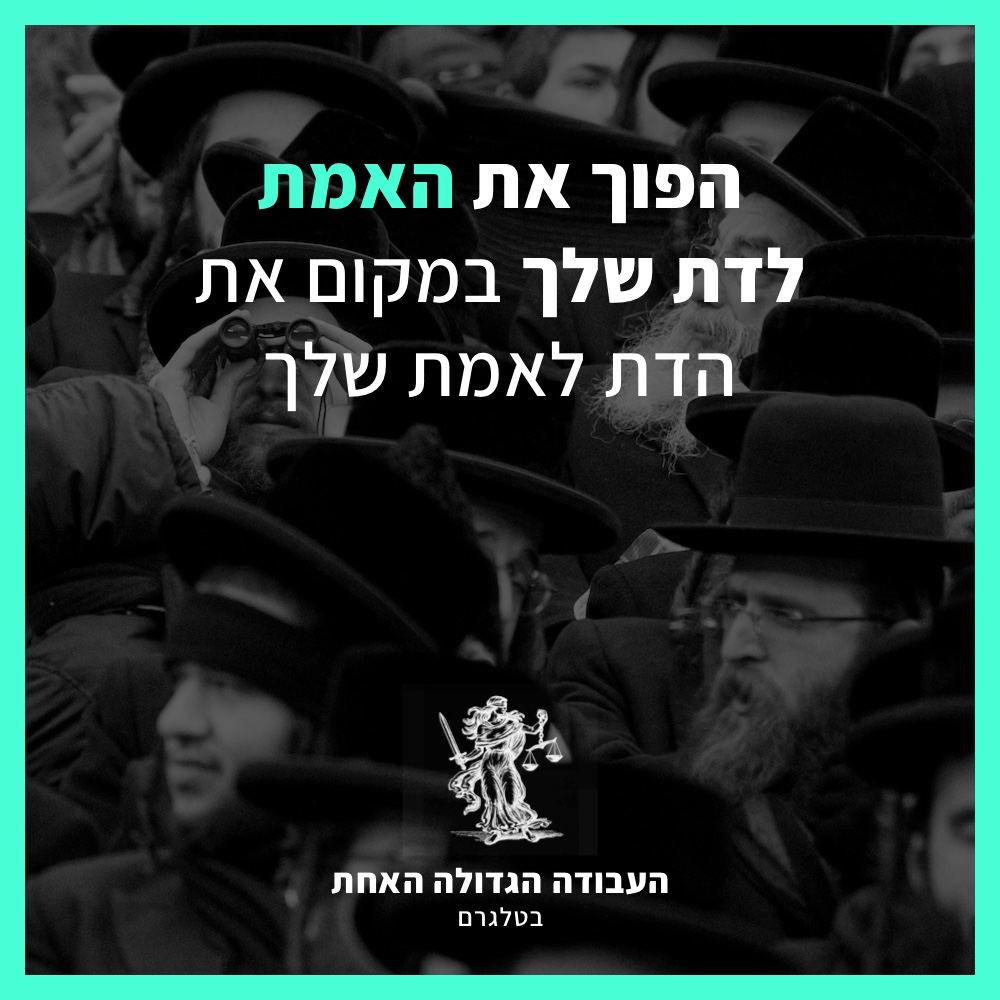 הפוך את האמת
לדת שלך במקום את
הדת לאמת שלך
העבודה הגדולה האחת
בטלגרם